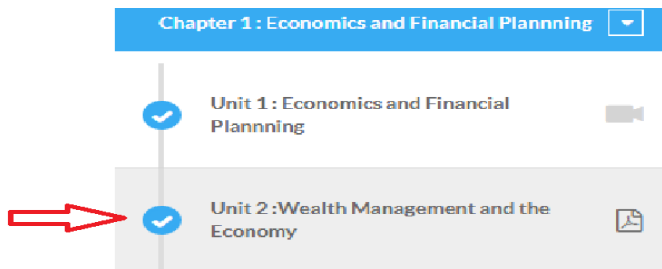 Chapter 1 : Economics and Financial Plannning
Unit 1 : Economics and Financial
Plannning
Unit 2 :Wealth Management and the
Economy